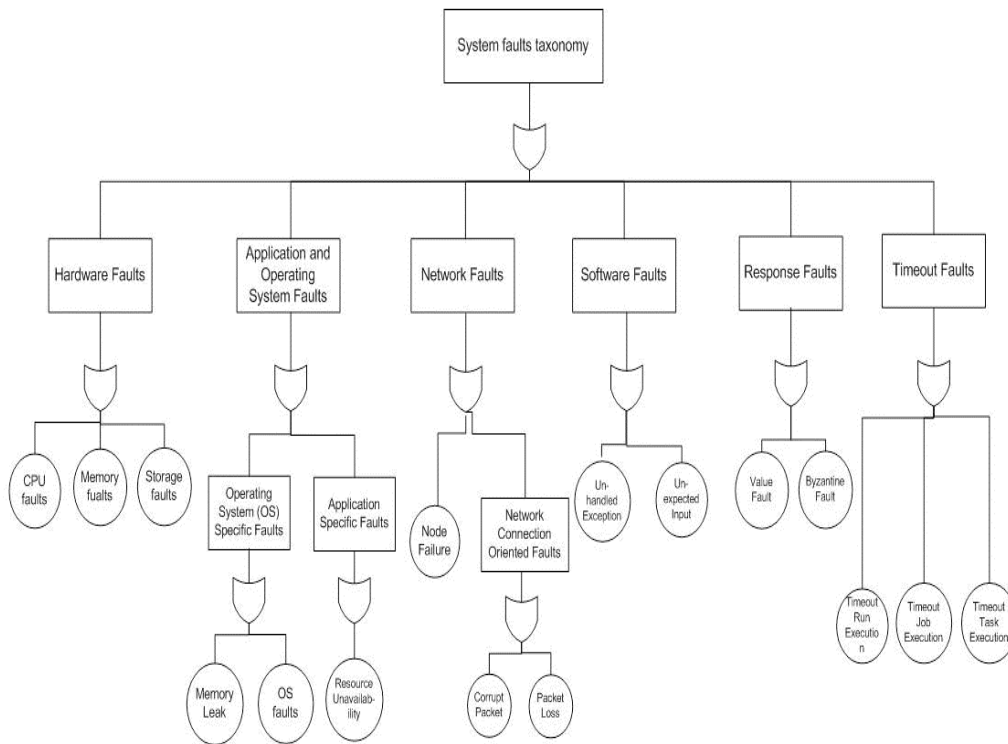 System faults taxonomy
Hardware Faults
Application and
Operating
System Faults
Network Faults
Software Faults
Response Faults
Timeout Faults
CPU
faults
Memory
fualts
Storage
faults
Operating
System (OS)
Specific Faults
Application
Specific Faults
Node
Failure
Network
Connection
Oriented Faults
Un-
handled
Exception
Un-
expected
Input
Value
Fault
Byzantine
Fault
Timeout
Run
Executio
n
Timeout
Job
Execution
Timeout
Task
Execution
Memory
Leak
OS
faults
Resource
Unavailab-
ility
Corrupt
Packet
Packet
Loss